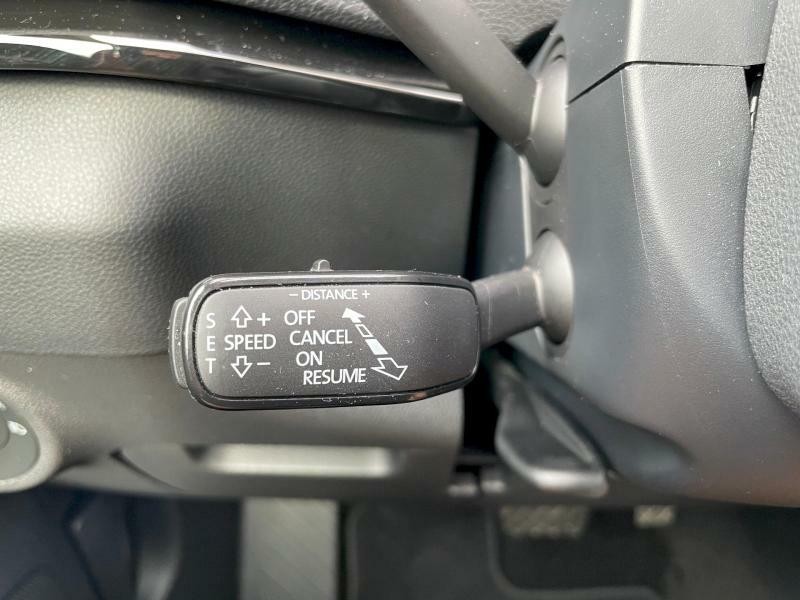 − DISTANCE +
S + OFF
E SPEED CANCEL
T − ON
RESUME